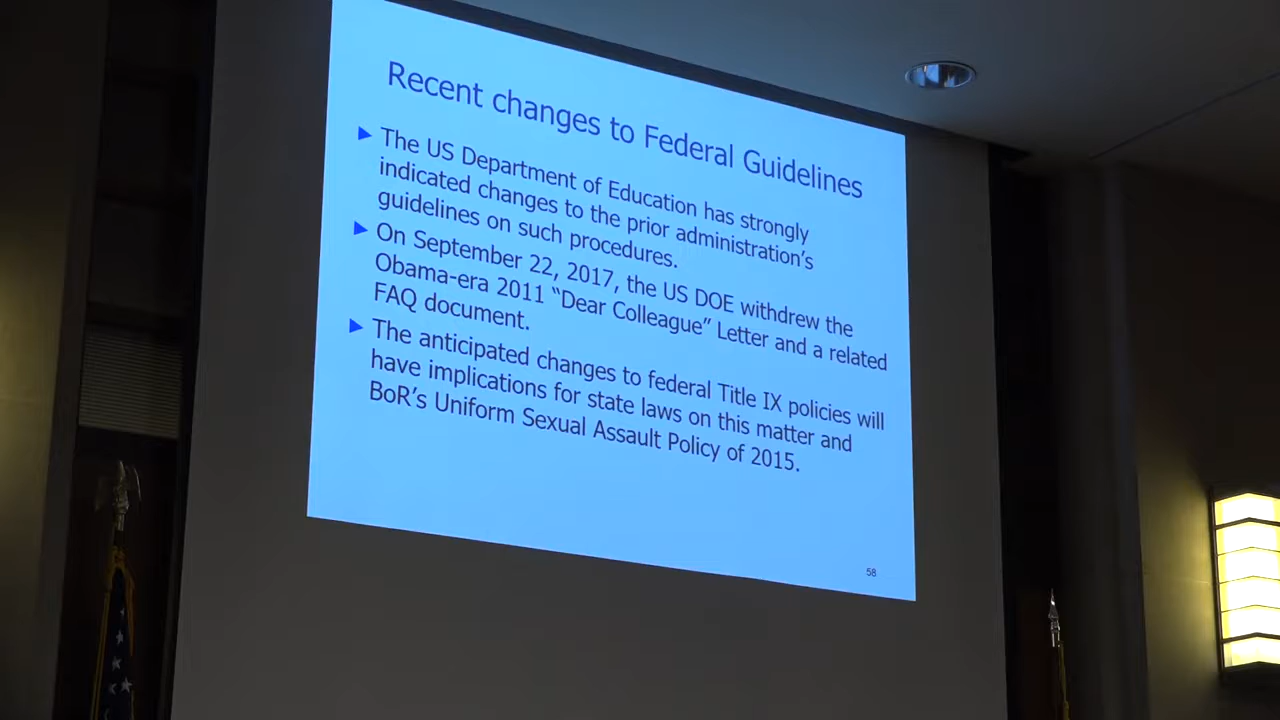 Recent changes to Federal Guidelines
The US Department of Education has strongly
indicated changes to the prior administration's
guidelines on such procedures.
On September 22, 2017, the US DOE withdrew the
Obama-era 2011 “Dear Colleague” Letter and a related
FAQ document.
The anticipated changes to federal Title IX policies will
have implications for state laws on this matter and
BoR's Uniform Sexual Assault Policy of 2015.
58